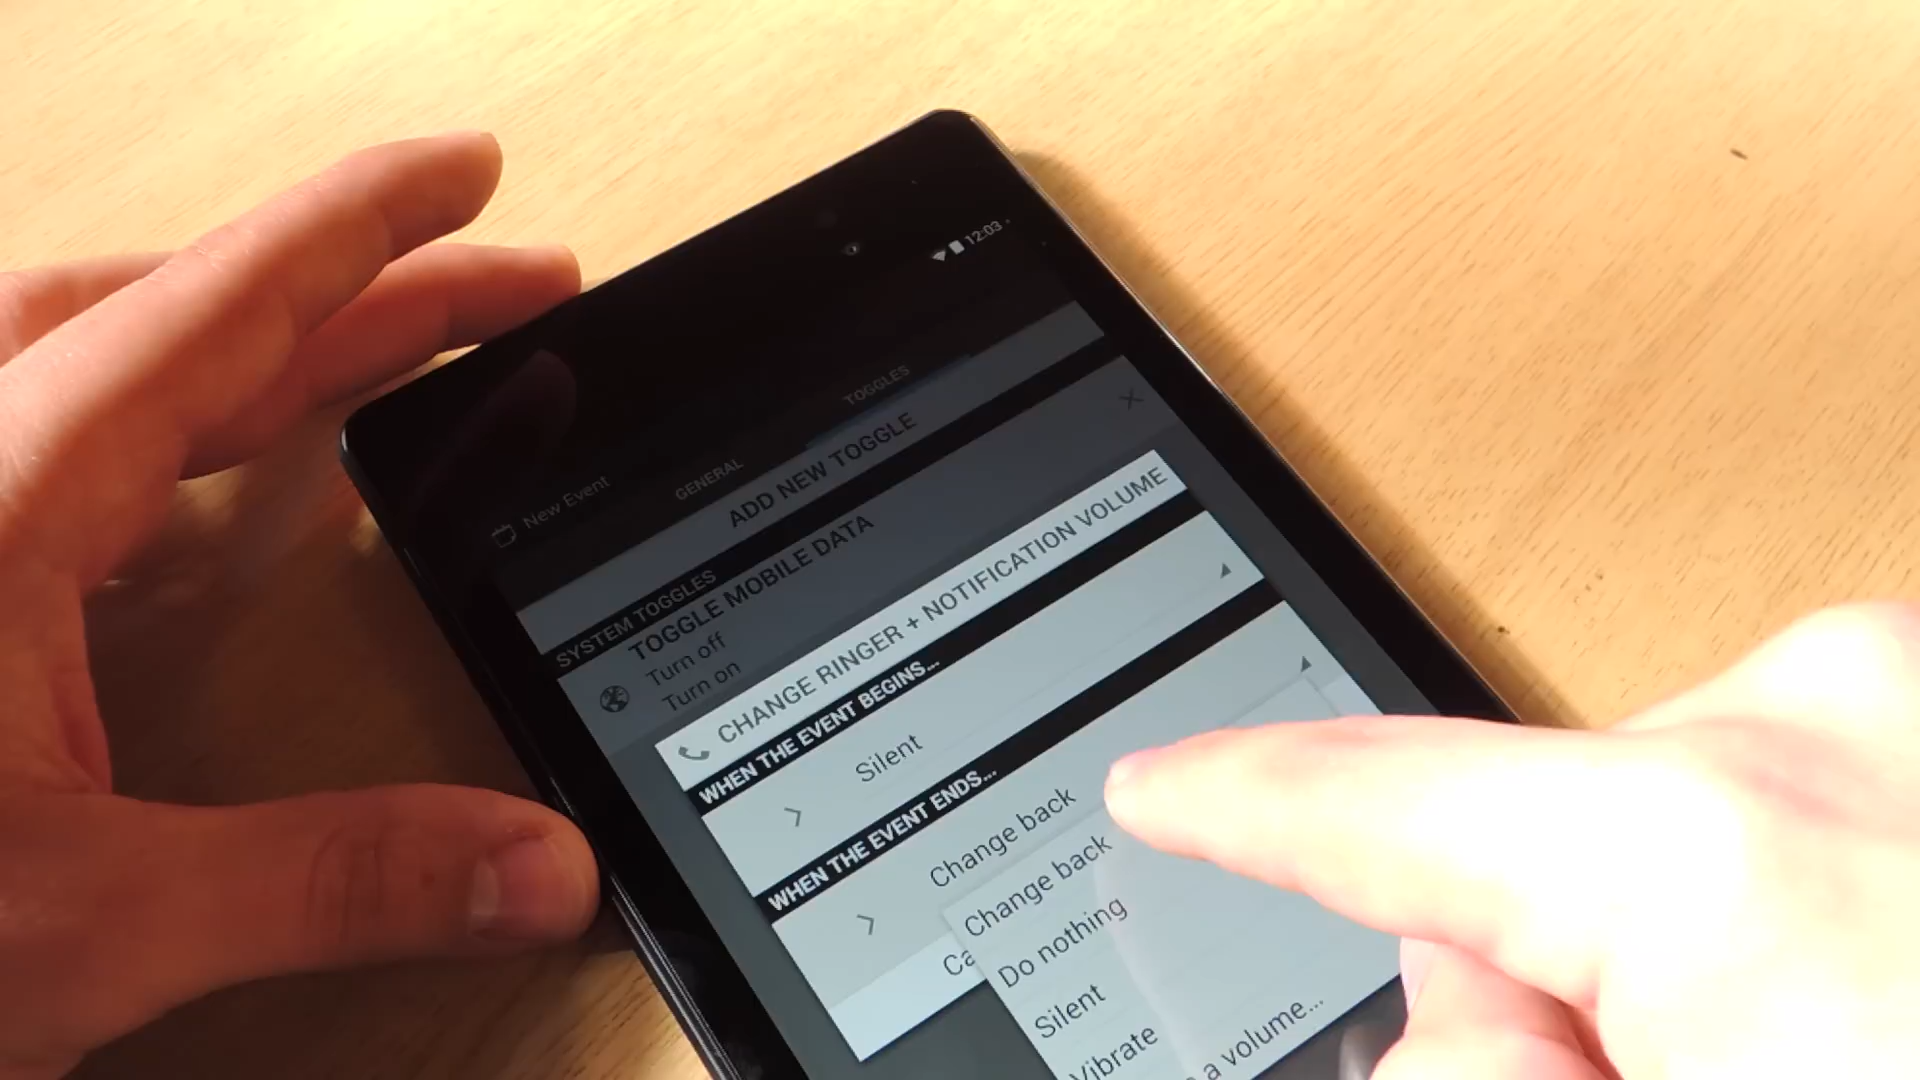 12:03
New Event
GENERAL
TOGGLES
ADD NEW TOGGLE
SYSTEM TOGGLES
TOGGLE MOBILE DATA
Turn off
Turn on
CHANGE RINGER + NOTIFICATION VOLUME
WHEN THE EVENT BEGINS...
Silent
WHEN THE EVENT ENDS...
Change back
Change back
Do nothing
Silent
Vibrate
a volume...